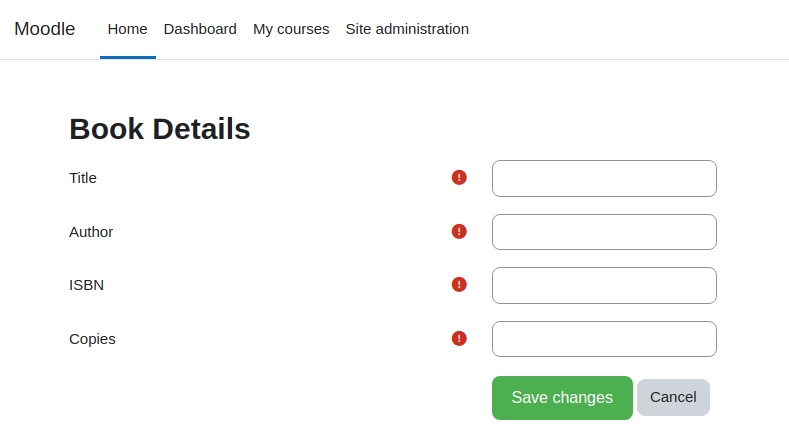 Moodle Home Dashboard My courses Site administration
Book Details
Title
Author
ISBN
Copies
Save changes Cancel